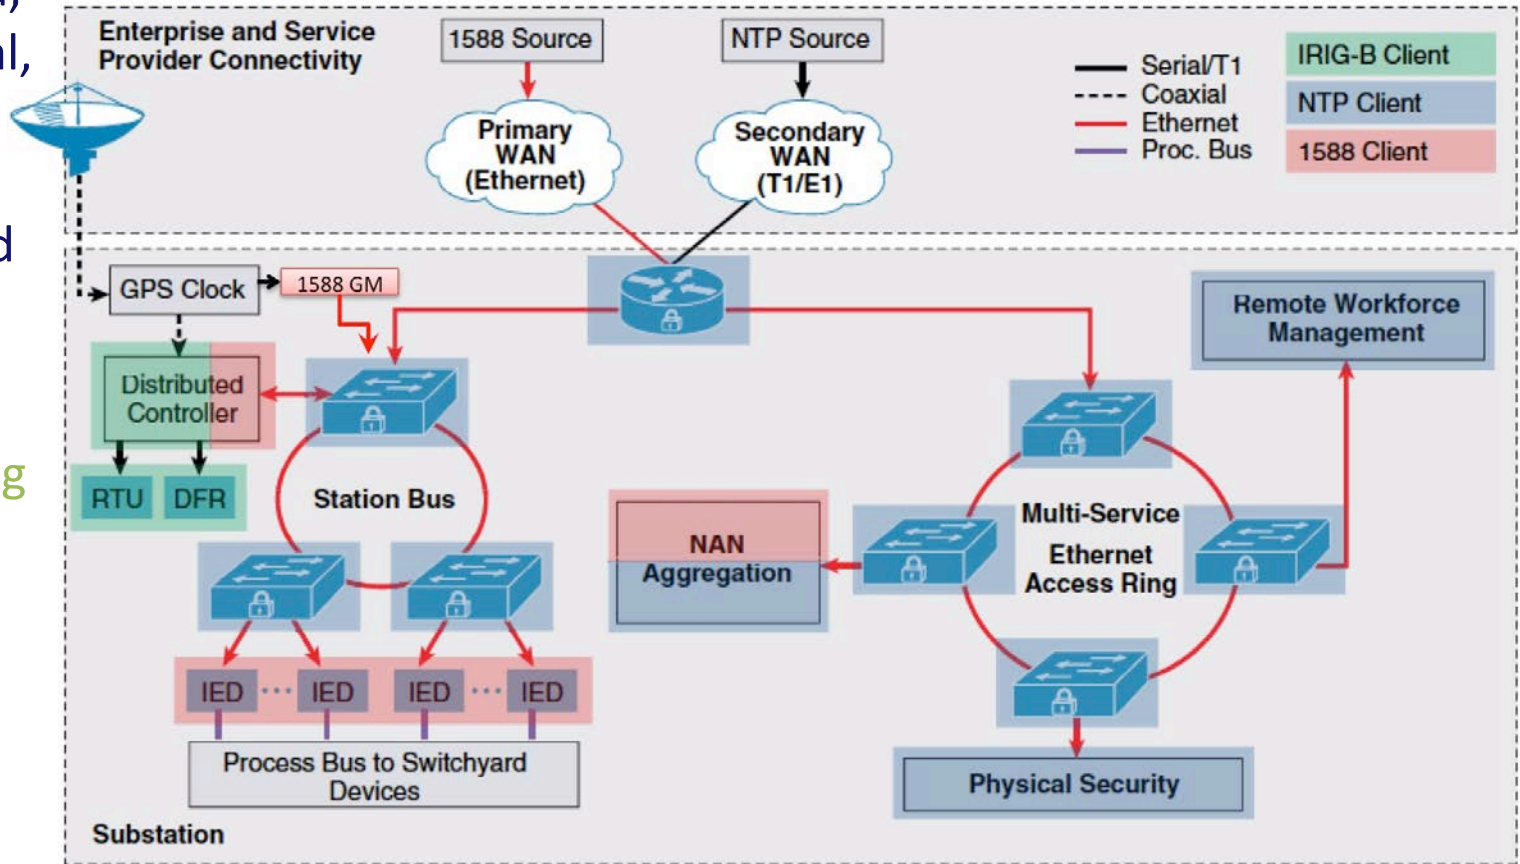 al,
d
g
Enterprise and Service
Provider Connectivity
1588 Source
NTP Source
Primary
WAN
(Ethernet)
Secondary
WAN
(T1/E1)
Serial/T1
Coaxial
Ethernet
Proc. Bus
IRIG-B Client
NTP Client
1588 Client
GPS Clock
1588 GM
Distributed
Controller
RTU
DFR
Station Bus
IED ... IED
IED ... IED
Process Bus to Switchyard
Devices
Substation
NAN
Aggregation
Multi-Service
Ethernet
Access Ring
Remote Workforce
Management
Physical Security